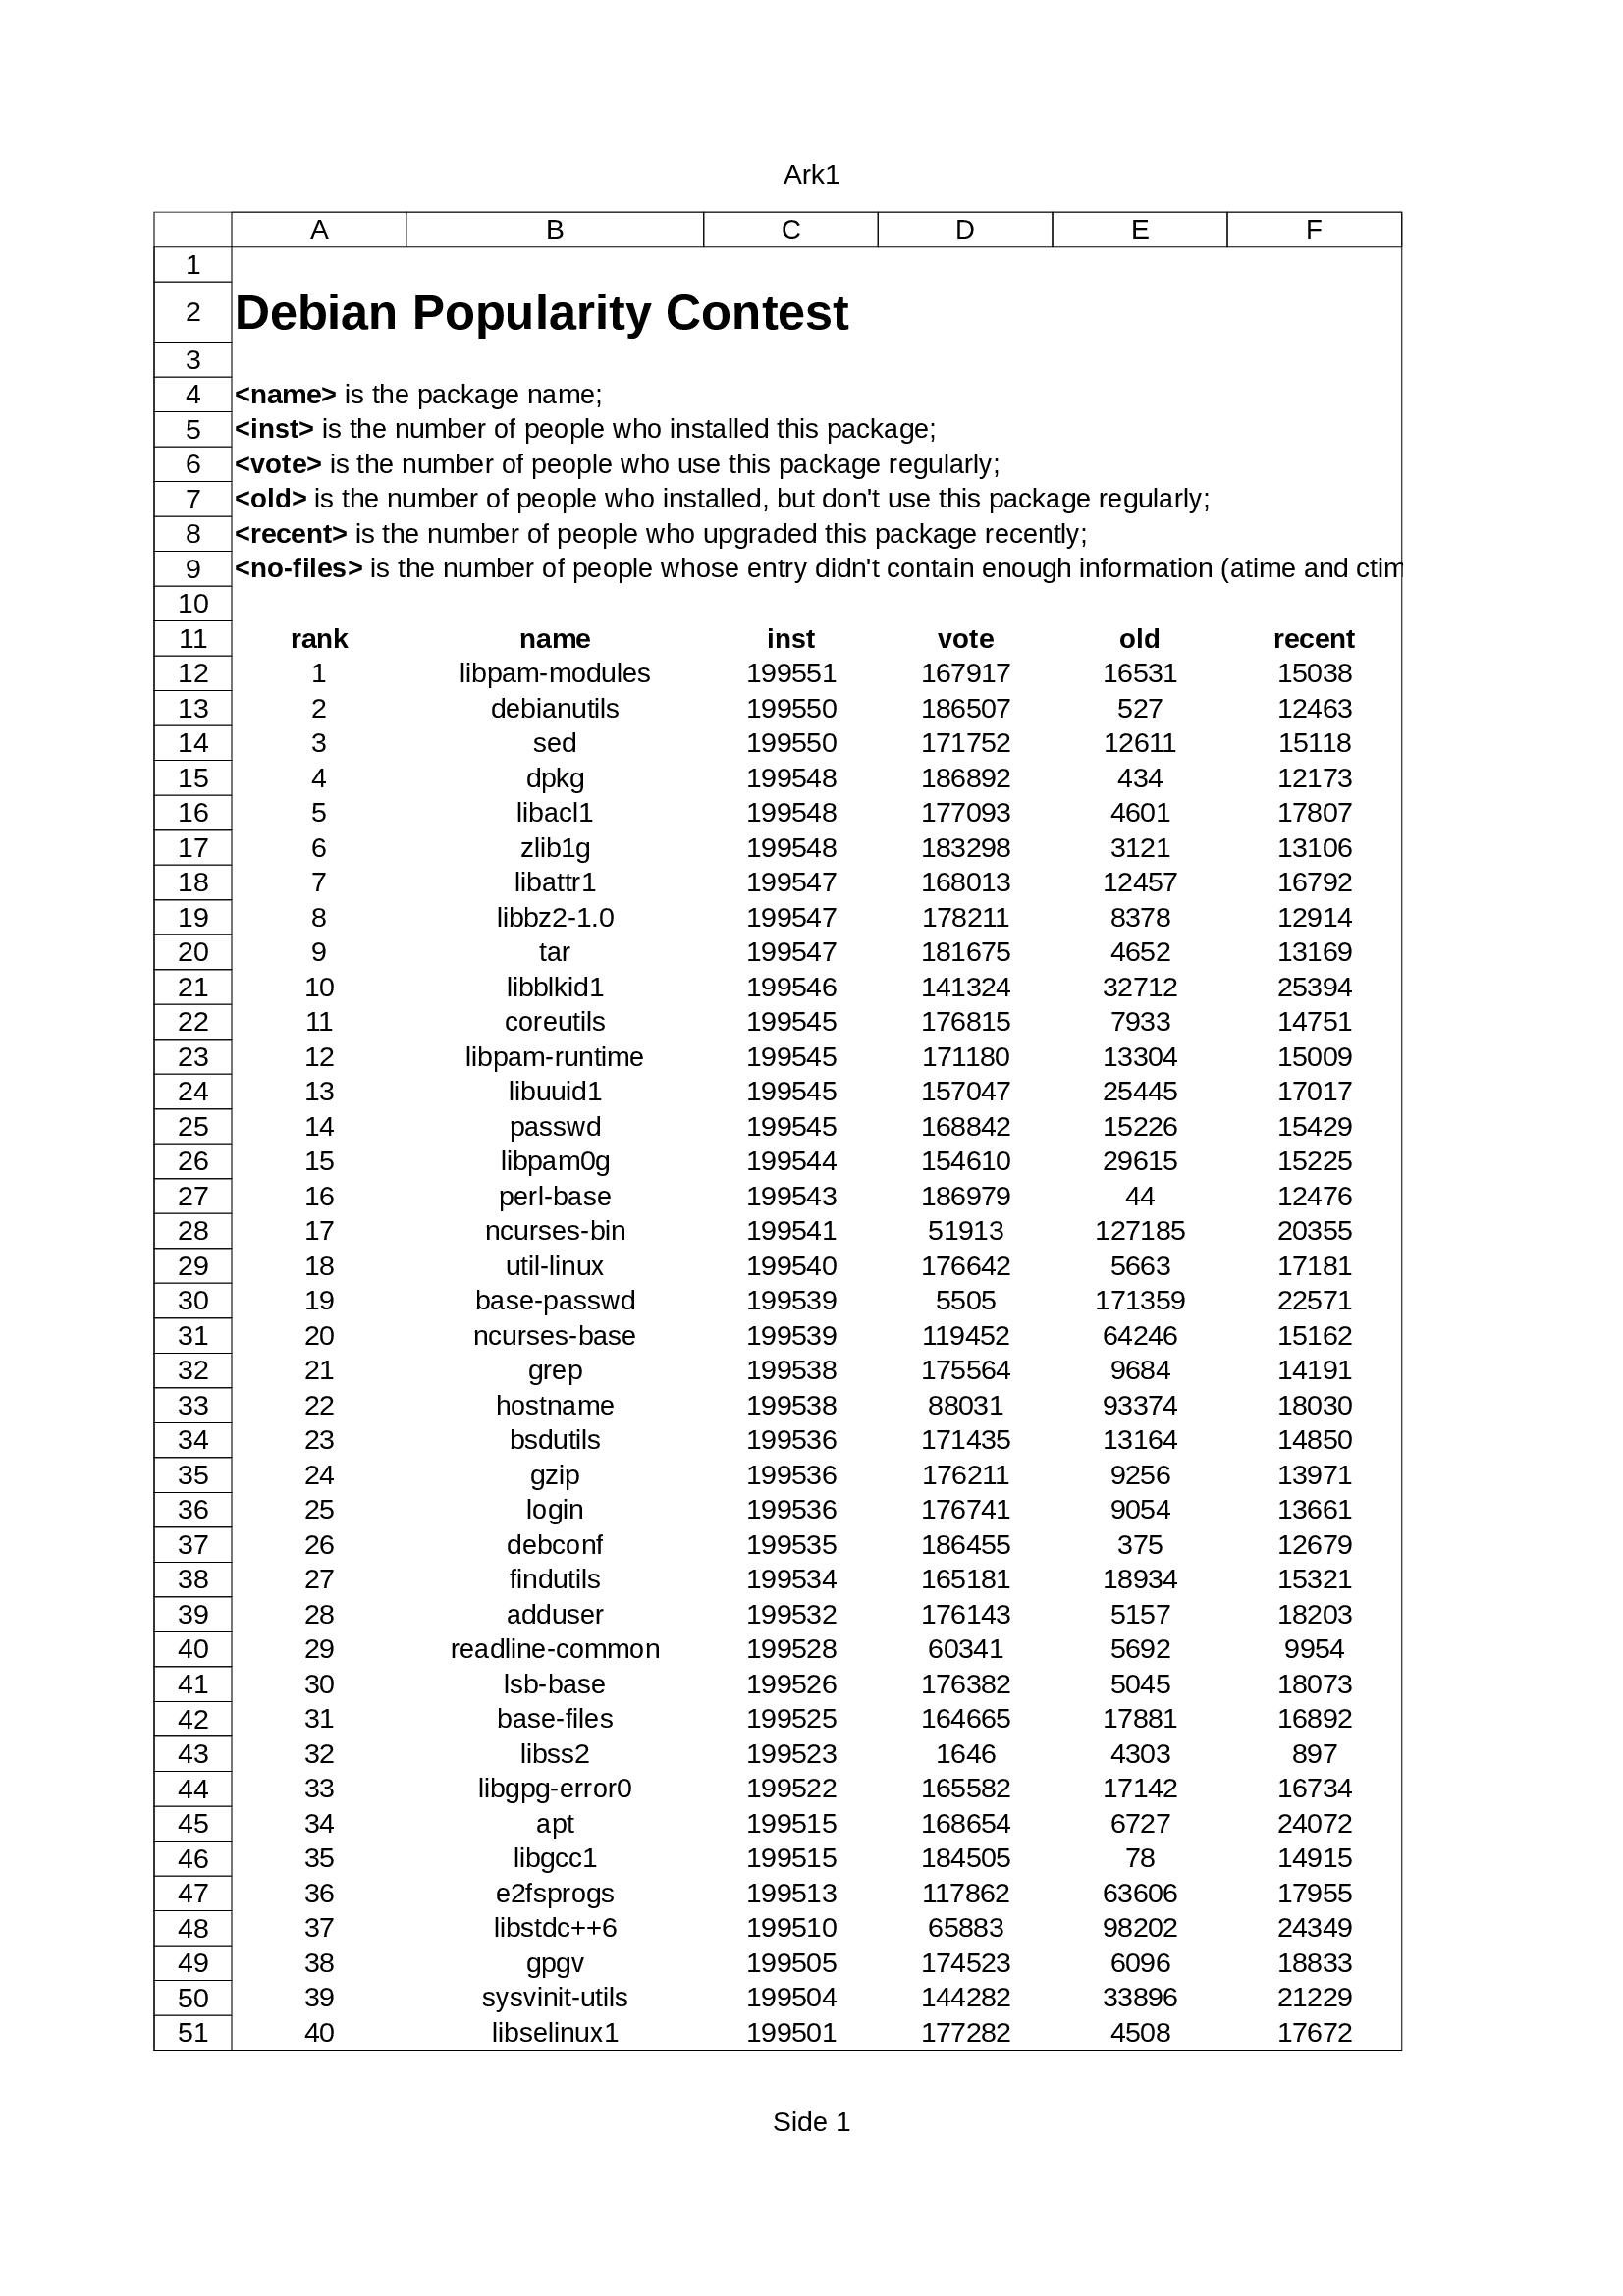 Ark1
A B C D E F
1
2 Debian Popularity Contest
3
4 <name> is the package name;
5 <inst> is the number of people who installed this package;
6 <vote> is the number of people who use this package regularly;
7 <old> is the number of people who installed, but don't use this package regularly;
8 <recent> is the number of people who upgraded this package recently;
9 <no-files> is the number of people whose entry didn't contain enough information (atime and ctim
10
11 rank name inst vote old recent
12 1 libpam-modules 199551 167917 16531 15038
13 2 debianutils 199550 186507 527 12463
14 3 sed 199550 171752 12611 15118
15 4 dpkg 199548 186892 434 12173
16 5 libacl1 199548 177093 4601 17807
17 6 zlib1g 199548 183298 3121 13106
18 7 libattr1 199547 168013 12457 16792
19 8 libbz2-1.0 199547 178211 8378 12914
20 9 tar 199547 181675 4652 13169
21 10 libblkid1 199546 141324 32712 25394
22 11 coreutils 199545 176815 7933 14751
23 12 libpam-runtime 199545 171180 13304 15009
24 13 libuuid1 199545 157047 25445 17017
25 14 passwd 199545 168842 15226 15429
26 15 libpam0g 199544 154610 29615 15225
27 16 perl-base 199543 186979 44 12476
28 17 ncurses-bin 199541 51913 127185 20355
29 18 util-linux 199540 176642 5663 17181
30 19 base-passwd 199539 5505 171359 22571
31 20 ncurses-base 199539 119452 64246 15162
32 21 grep 199538 175564 9684 14191
33 22 hostname 199538 88031 93374 18030
34 23 bsdutils 199536 171435 13164 14850
35 24 gzip 199536 176211 9256 13971
36 25 login 199536 176741 9054 13661
37 26 debconf 199535 186455 375 12679
38 27 findutils 199534 165181 18934 15321
39 28 adduser 199532 176143 5157 18203
40 29 readline-common 199528 60341 5692 9954
41 30 lsb-base 199526 176382 5045 18073
42 31 base-files 199525 164665 17881 16892
43 32 libss2 199523 1646 4303 897
44 33 libgpg-error0 199522 165582 17142 16734
45 34 apt 199515 168654 6727 24072
46 35 libgcc1 199515 184505 78 14915
47 36 e2fsprogs 199513 117862 63606 17955
48 37 libstdc++6 199510 65883 98202 24349
49 38 gpgv 199505 174523 6096 18833
50 39 sysvinit-utils 199504 144282 33896 21229
51 40 libselinux1 199501 177282 4508 17672
Side 1